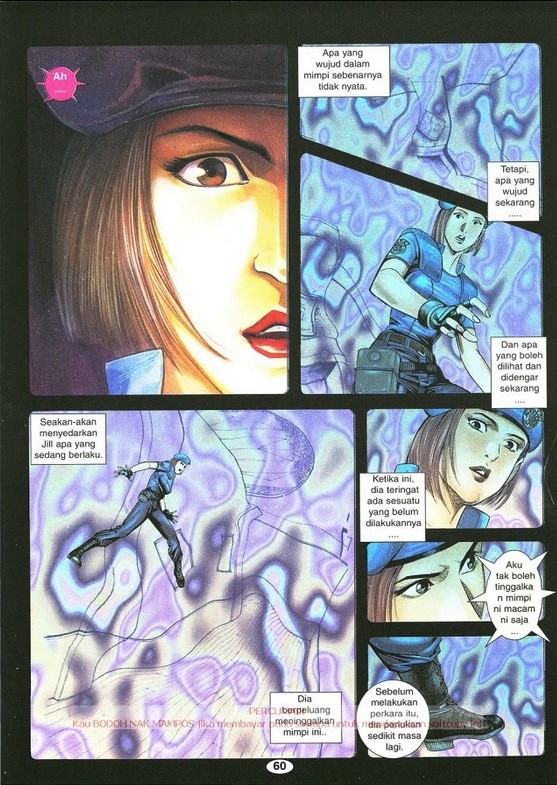 Ah
....
Apa yang
wujud dalam
mimpi sebenarnya
tidak nyata.
Tetapi,
apa yang
wujud
sekarang
.....
Dan apa
yang boleh
dilihat dan
didengar
sekarang
....
Seakan-akan
menyedarkan
Jill apa yang
sedang berlaku.
Ketika ini,
dia teringat
ada sesuatu
yang belum
dilakukannya
....
Aku
tak boleh
tinggalka
n mimpi
ni macam
ni saja
...
Dia
berpeluang
meninggalkan
mimpi ini..
Sebelum
melakukan
perkara itu,
dia perlukan
sedikit masa
lagi.
Kau BODOH NAK MAMPOS jika membayar
untuk
softcopy ini
60